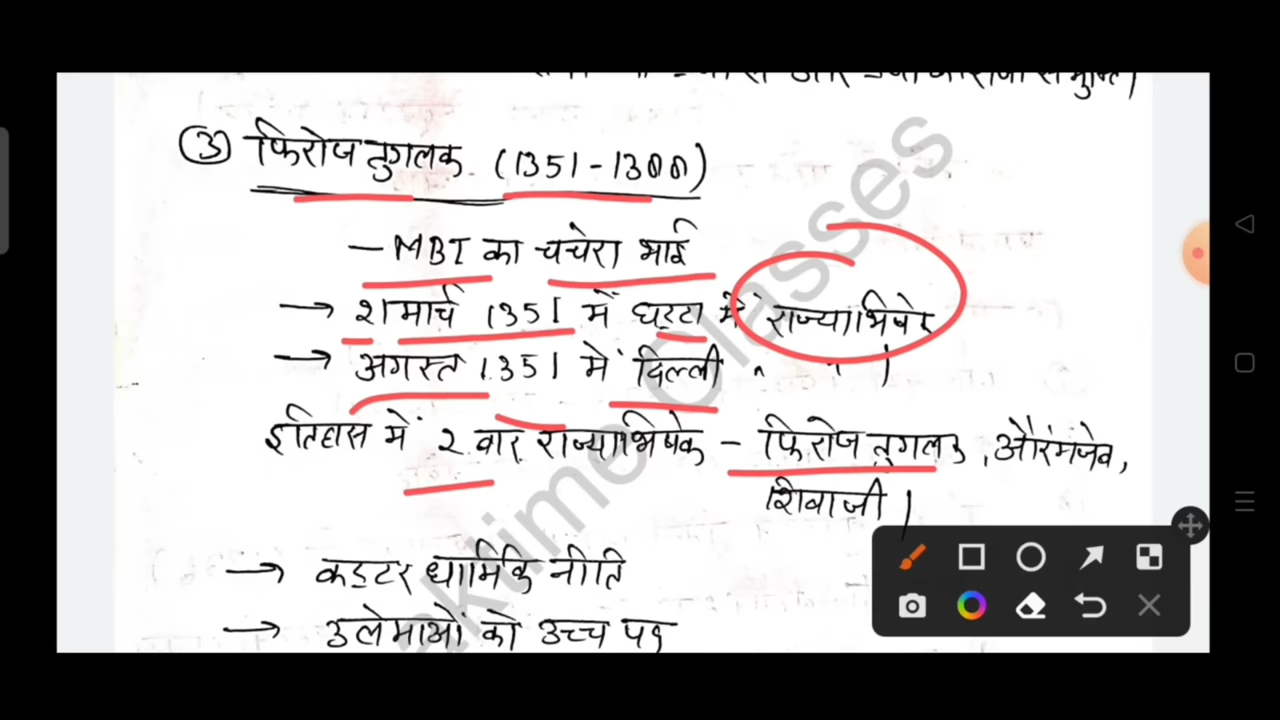 ③ फिरोज तुगलक (1351-1388)
- MBT का चचेरा भाई
→ 21 मार्च 1351 में थट्टा में राज्याभिषेक
→ अगस्त 1351 में दिल्ली " " |
इतिहास में 2 बार राज्याभिषेक - फिरोज तुगलक, औरंगजेब,
शिवाजी |
→ कट्टर धार्मिक नीति
→ उलेमाओं को उच्च पद
Classes